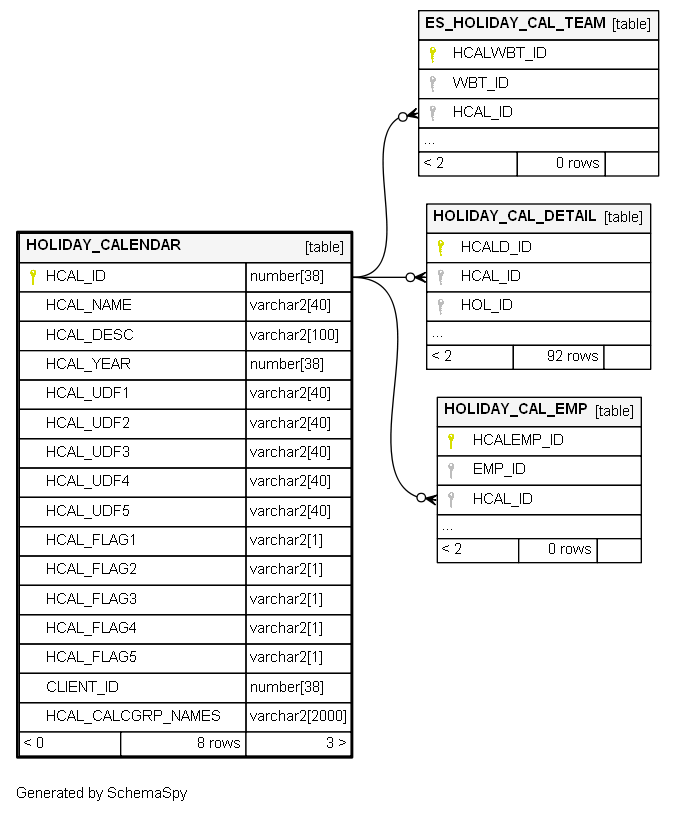 ES_HOLIDAY_CAL_TEAM [table]
HCALWBT_ID
WBT_ID
HCAL_ID
...
< 2 0 rows
HOLIDAY_CAL_DETAIL [table]
HCALD_ID
HCAL_ID
HOL_ID
...
< 2 92 rows
HOLIDAY_CAL_EMP [table]
HCALEMP_ID
EMP_ID
HCAL_ID
...
< 2 0 rows
HOLIDAY_CALENDAR [table]
HCAL_ID number[38]
HCAL_NAME varchar2[40]
HCAL_DESC varchar2[100]
HCAL_YEAR number[38]
HCAL_UDF1 varchar2[40]
HCAL_UDF2 varchar2[40]
HCAL_UDF3 varchar2[40]
HCAL_UDF4 varchar2[40]
HCAL_UDF5 varchar2[40]
HCAL_FLAG1 varchar2[1]
HCAL_FLAG2 varchar2[1]
HCAL_FLAG3 varchar2[1]
HCAL_FLAG4 varchar2[1]
HCAL_FLAG5 varchar2[1]
CLIENT_ID number[38]
HCAL_CALCGRP_NAMES varchar2[2000]
< 0 8 rows 3 >
Generated by SchemaSpy